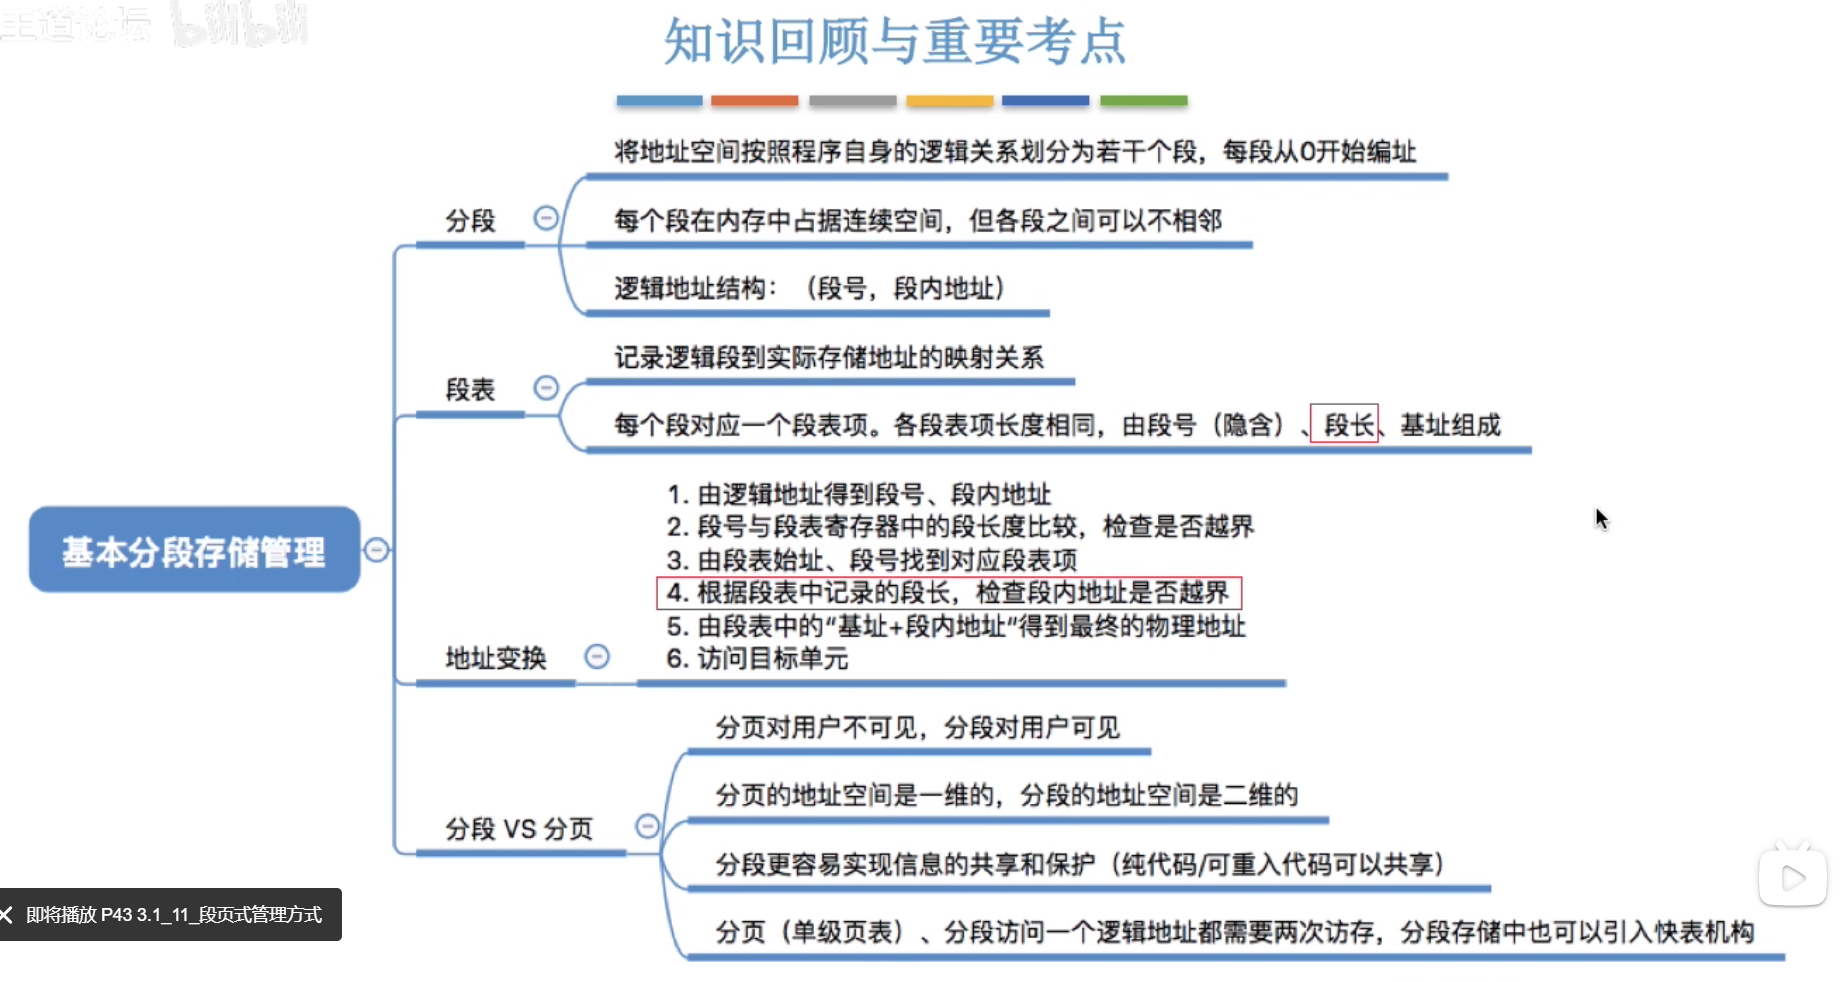 王道论坛 bilibili
知识回顾与重要考点
将地址空间按照程序自身的逻辑关系划分为若干个段，每段从0开始编址
分段
每个段在内存中占据连续空间，但各段之间可以不相邻
逻辑地址结构：（段号，段内地址）
记录逻辑段到实际存储地址的映射关系
段表
每个段对应一个段表项。各段表项长度相同，由段号（隐含）、段长、基址组成
基本分段存储管理
1. 由逻辑地址得到段号、段内地址
2. 段号与段表寄存器中的段长度比较，检查是否越界
3. 由段表始址、段号找到对应段表项
4. 根据段表中记录的段长，检查段内地址是否越界
5. 由段表中的“基址+段内地址“得到最终的物理地址
6. 访问目标单元
地址变换
分页对用户不可见，分段对用户可见
分页的地址空间是一维的，分段的地址空间是二维的
分段 VS 分页
分段更容易实现信息的共享和保护（纯代码/可重入代码可以共享）
分页（单级页表）、分段访问一个逻辑地址都需要两次访存，分段存储中也可以引入快表机构
即将播放 P43 3.1_11_段页式管理方式